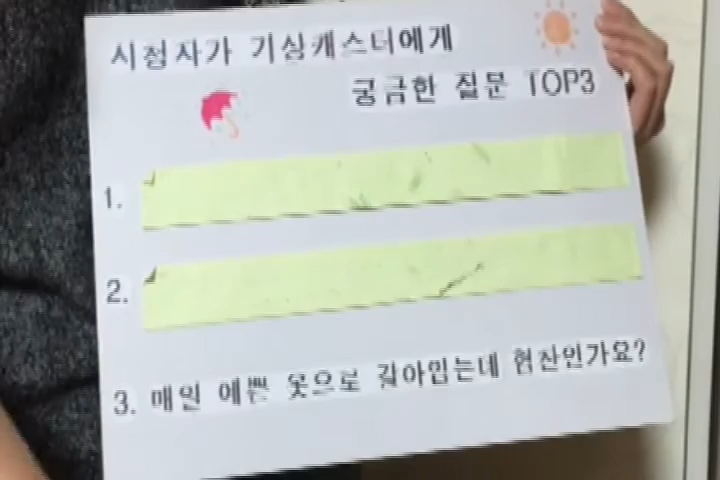 시청자가 기상캐스터에게
궁금한 질문 TOP3
1.
2.
3. 매일 예쁜 옷으로 갈아입는데 협찬인가요?